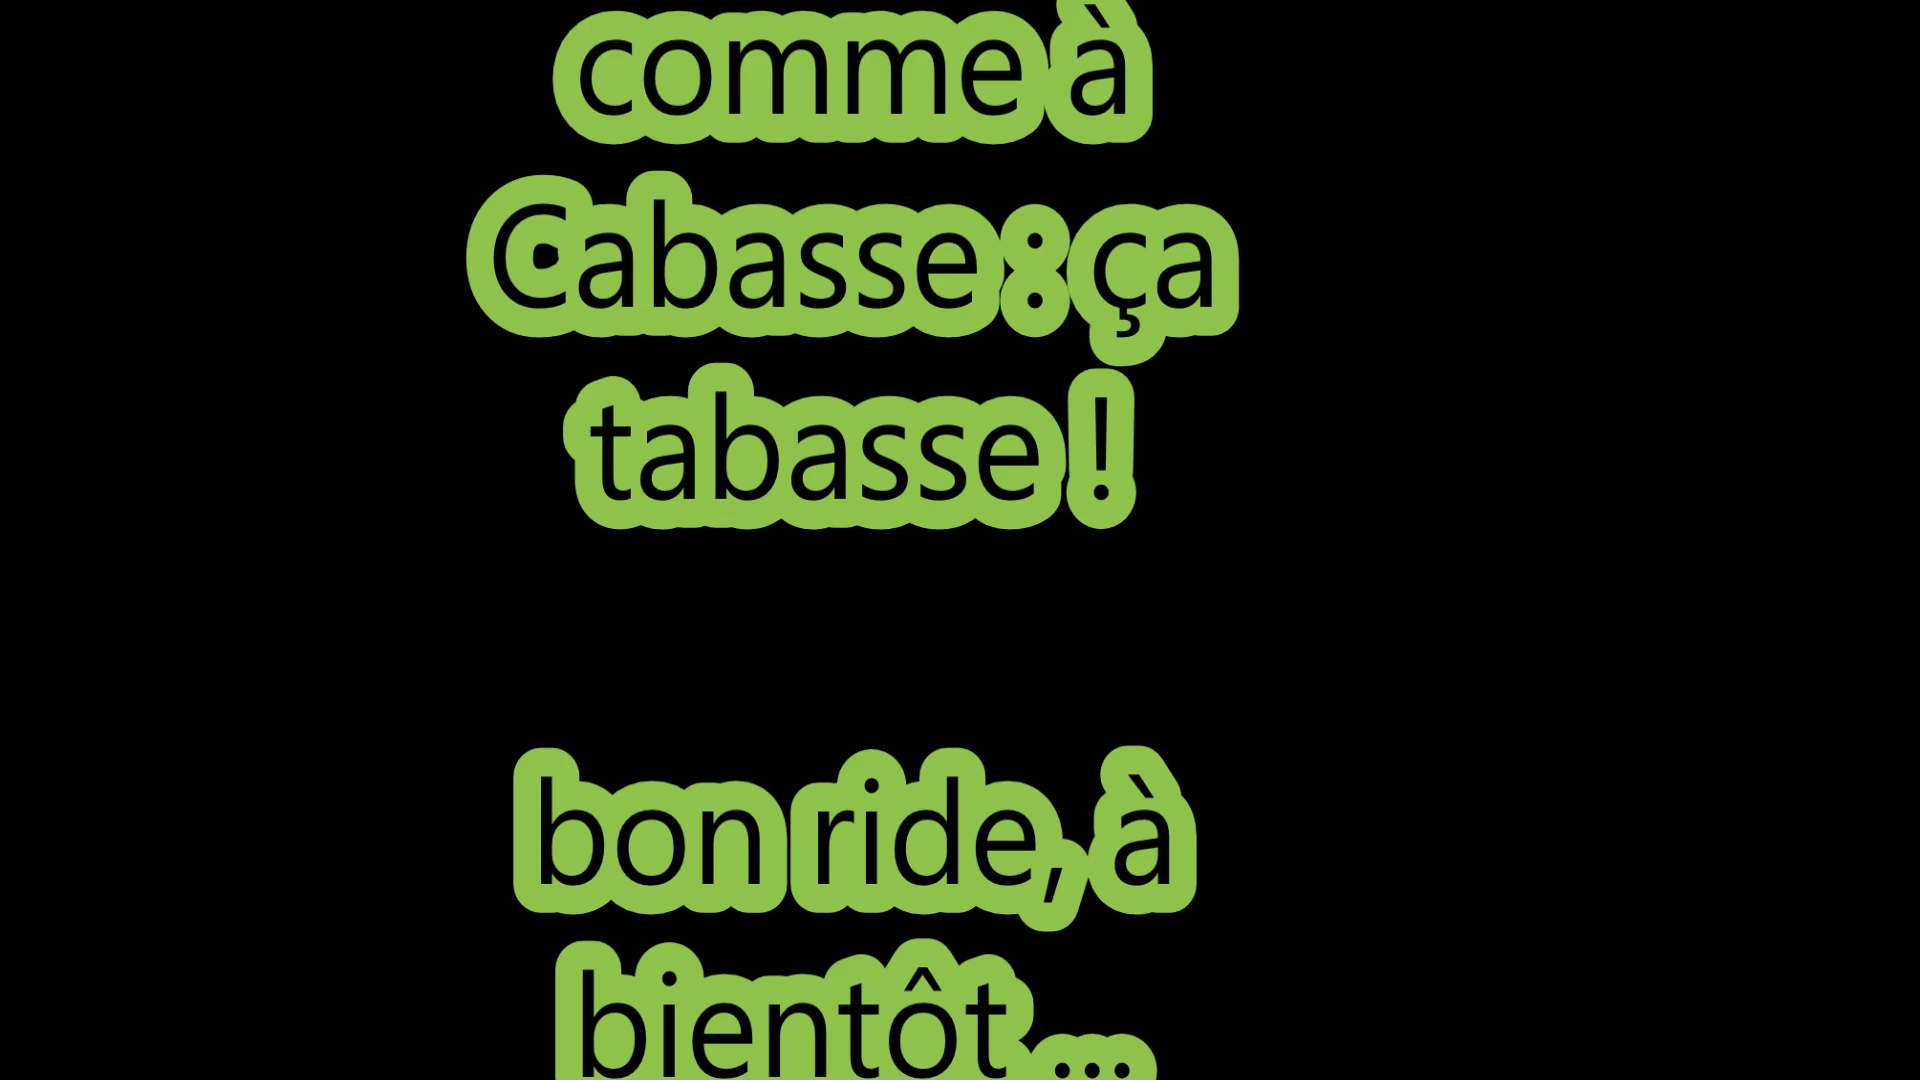 comme à
Cabasse : ça
tabasse !
bon ride, à
bientôt ...